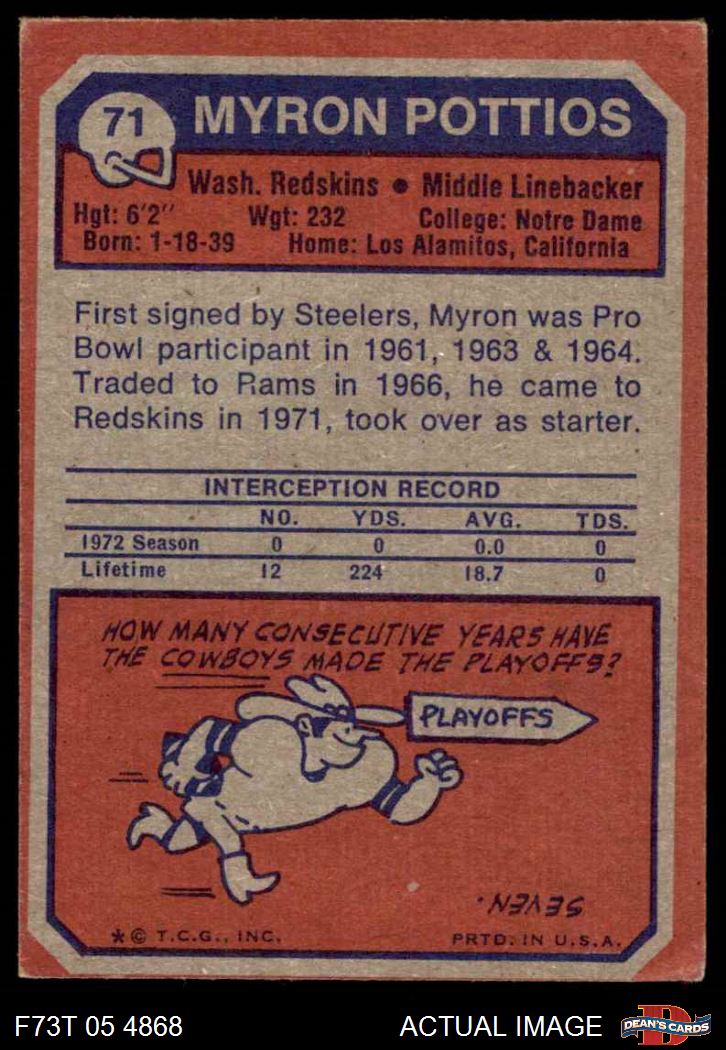 71
MYRON POTTIOS
Wash. Redskins ● Middle Linebacker
Hgt: 6'2" Wgt: 232 College: Notre Dame
Born: 1-18-39 Home: Los Alamitos, California
First signed by Steelers, Myron was Pro
Bowl participant in 1961, 1963 & 1964.
Traded to Rams in 1966, he came to
Redskins in 1971, took over as starter.
INTERCEPTION RECORD
NO. YDS. AVG. TDS.
1972 Season 0 0 0.0 0
Lifetime 12 224 18.7 0
HOW MANY CONSECUTIVE YEARS HAVE
THE COWBOYS MADE THE PLAYOFFS?
PLAYOFFS
SEVEN.
* © T.C.G., INC. PRTD. IN U.S.A.
F73T 05 4868 ACTUAL IMAGE
D
DEAN'S CARDS